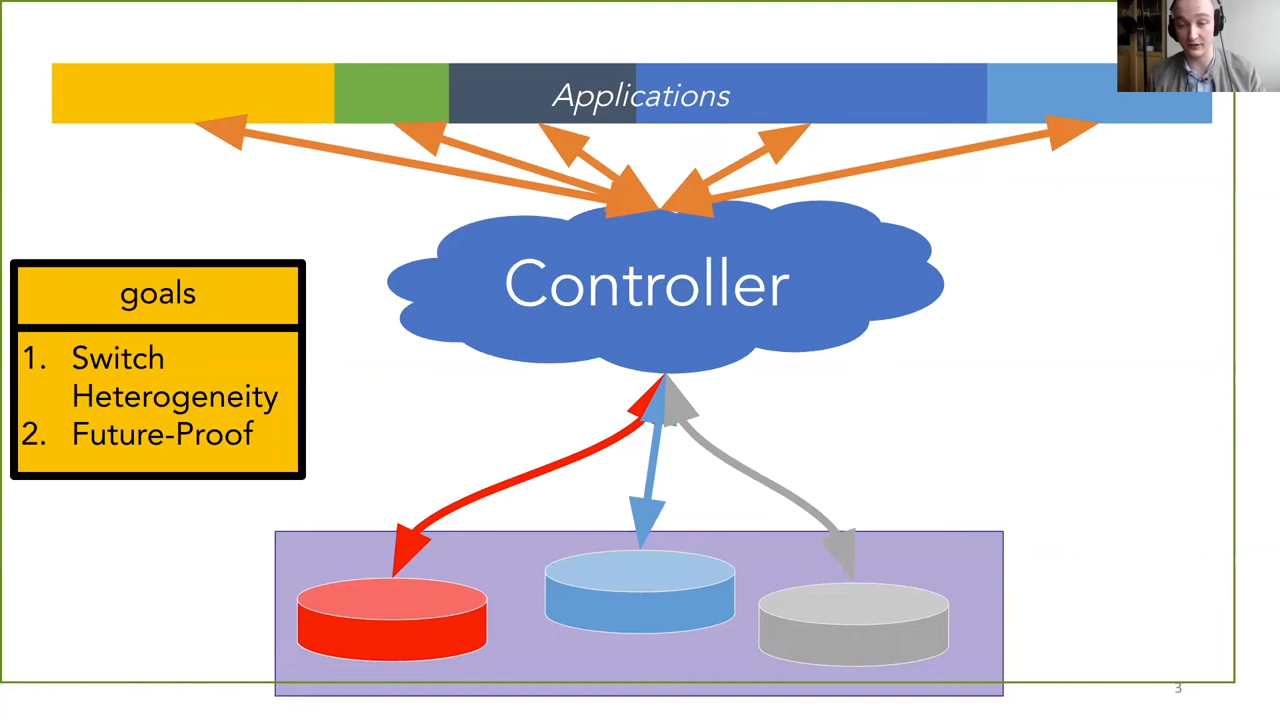 Applications
Controller
goals
1. Switch
Heterogeneity
2. Future-Proof
3